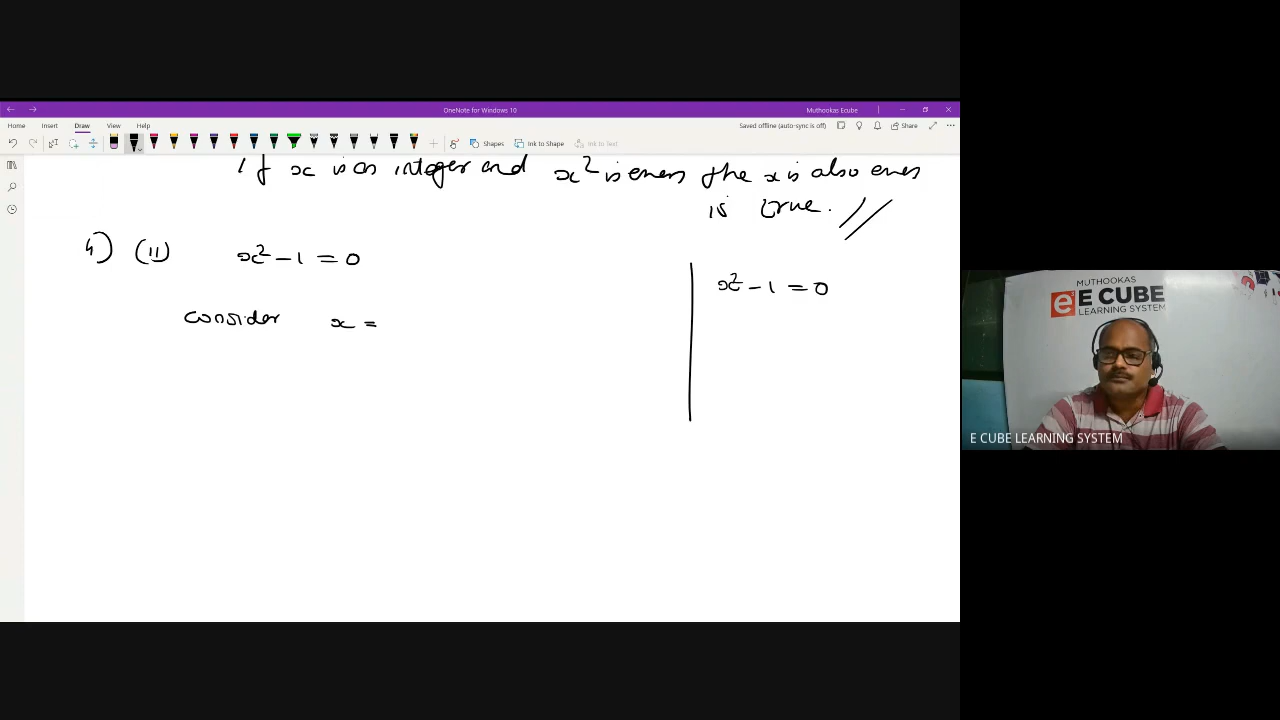 OneNote for Windows 10
Muthookas Ecube
Home Insert Draw View Help
Saved offline (auto-sync is off) Share
Shapes Ink to Shape Ink to Text
If x is an integer and x² is even the x is also even
is true.
4) (ii) x² - 1 = 0
x² - 1 = 0
consider x =
MUTHOOKAS
e E CUBE
LEARNING SYSTEM
E CUBE LEARNING SYSTEM